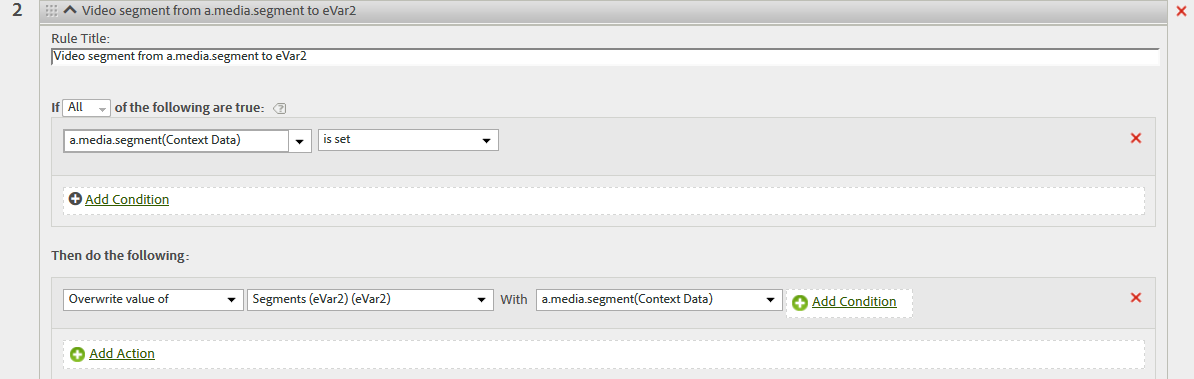 2
Video segment from a.media.segment to eVar2
Rule Title:
Video segment from a.media.segment to eVar2
If All of the following are true: ?
a.media.segment(Context Data) is set
Add Condition
Then do the following:
Overwrite value of Segments (eVar2) (eVar2) With a.media.segment(Context Data) Add Condition
Add Action